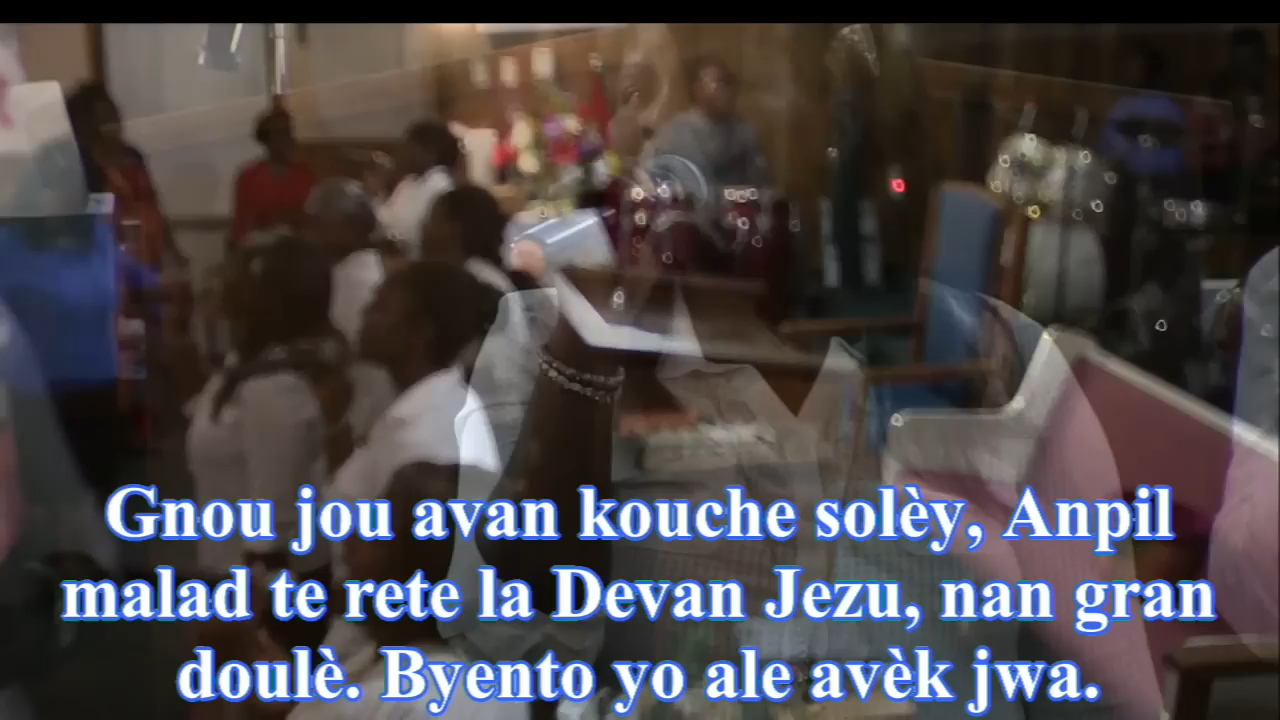 Gnou jou avan kouche solèy, Anpil
malad te rete la Devan Jezu, nan gran
doulè. Byento yo ale avèk jwa.